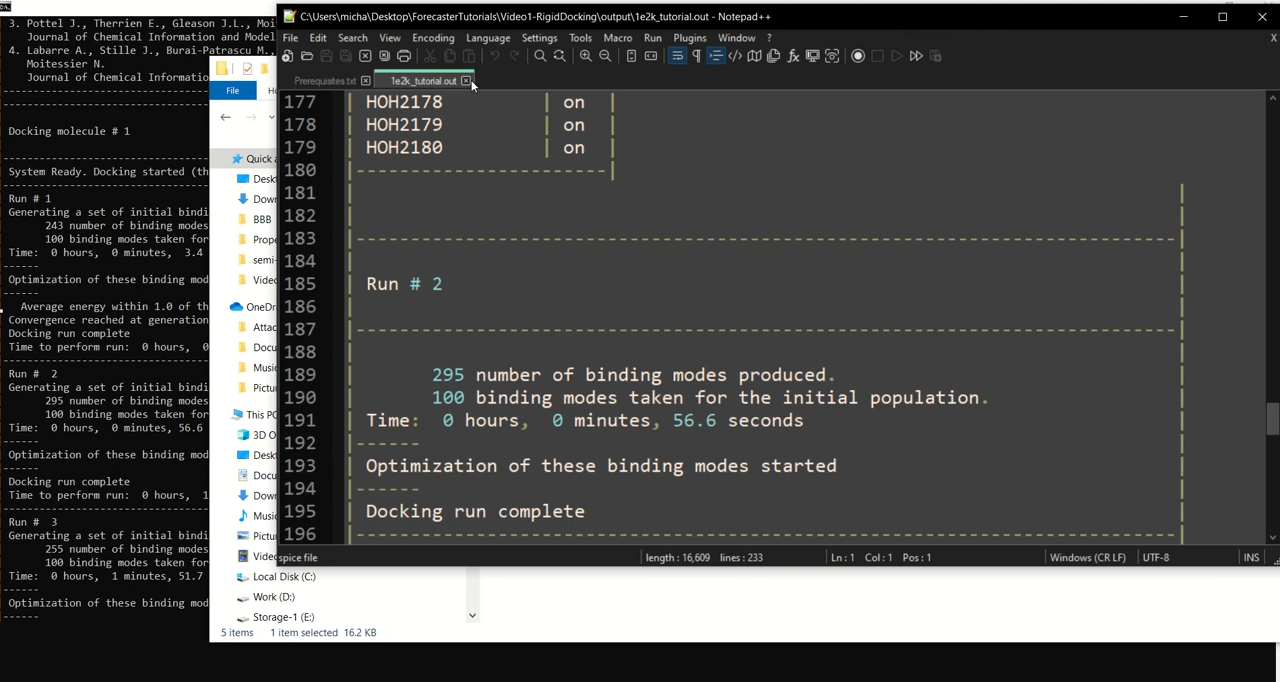 C:\Users\micha\Desktop\ForecasterTutorials\Video1-RigidDocking\output\1e2k_tutorial.out - Notepad++
File Edit Search View Encoding Language Settings Tools Macro Run Plugins Window ? X
Prerequisites.txt 1e2k_tutorial.out
177 | HOH2178 | on |
178 | HOH2179 | on |
179 | HOH2180 | on |
180 |-----------------------|
181
182
183
184
185 Run # 2
186
187
188
189 295 number of binding modes produced.
190 100 binding modes taken for the initial population.
191 Time: 0 hours, 0 minutes, 56.6 seconds
192 ------
193 Optimization of these binding modes started
194 ------
195 Docking run complete
196
spice file length : 16,609 lines : 233 Ln : 1 Col : 1 Pos : 1 Windows (CR LF) UTF-8 INS
3. Pottel J., Therrien E., Gleason J.L., Moi
Journal of Chemical Information and Model
4. Labarre A., Stille J., Burai-Patrascu M.,
Moitessier N.
Journal of Chemical Informatio
Docking molecule # 1
System Ready. Docking started (th
Run # 1
Generating a set of initial bindi
243 number of binding modes
100 binding modes taken for
Time: 0 hours, 0 minutes, 3.4
------
Optimization of these binding mod
------
Average energy within 1.0 of th
Convergence reached at generation
Docking run complete
Time to perform run: 0 hours, 0
Run # 2
Generating a set of initial bindi
295 number of binding modes
100 binding modes taken for
Time: 0 hours, 0 minutes, 56.6
------
Optimization of these binding mod
------
Docking run complete
Time to perform run: 0 hours, 1
Run # 3
Generating a set of initial bindi
255 number of binding modes
100 binding modes taken for
Time: 0 hours, 1 minutes, 51.7
------
Optimization of these binding mod
------
File Ho
Quick a
Deskt
Down
BBB
Prope
semi-
Videc
OneDr
Attac
Docu
Music
Pictu
This PC
3D O
Deskt
Docu
Down
Music
Pictu
Videc
Local Disk (C:)
Work (D:)
Storage-1 (E:)
5 items 1 item selected 16.2 KB